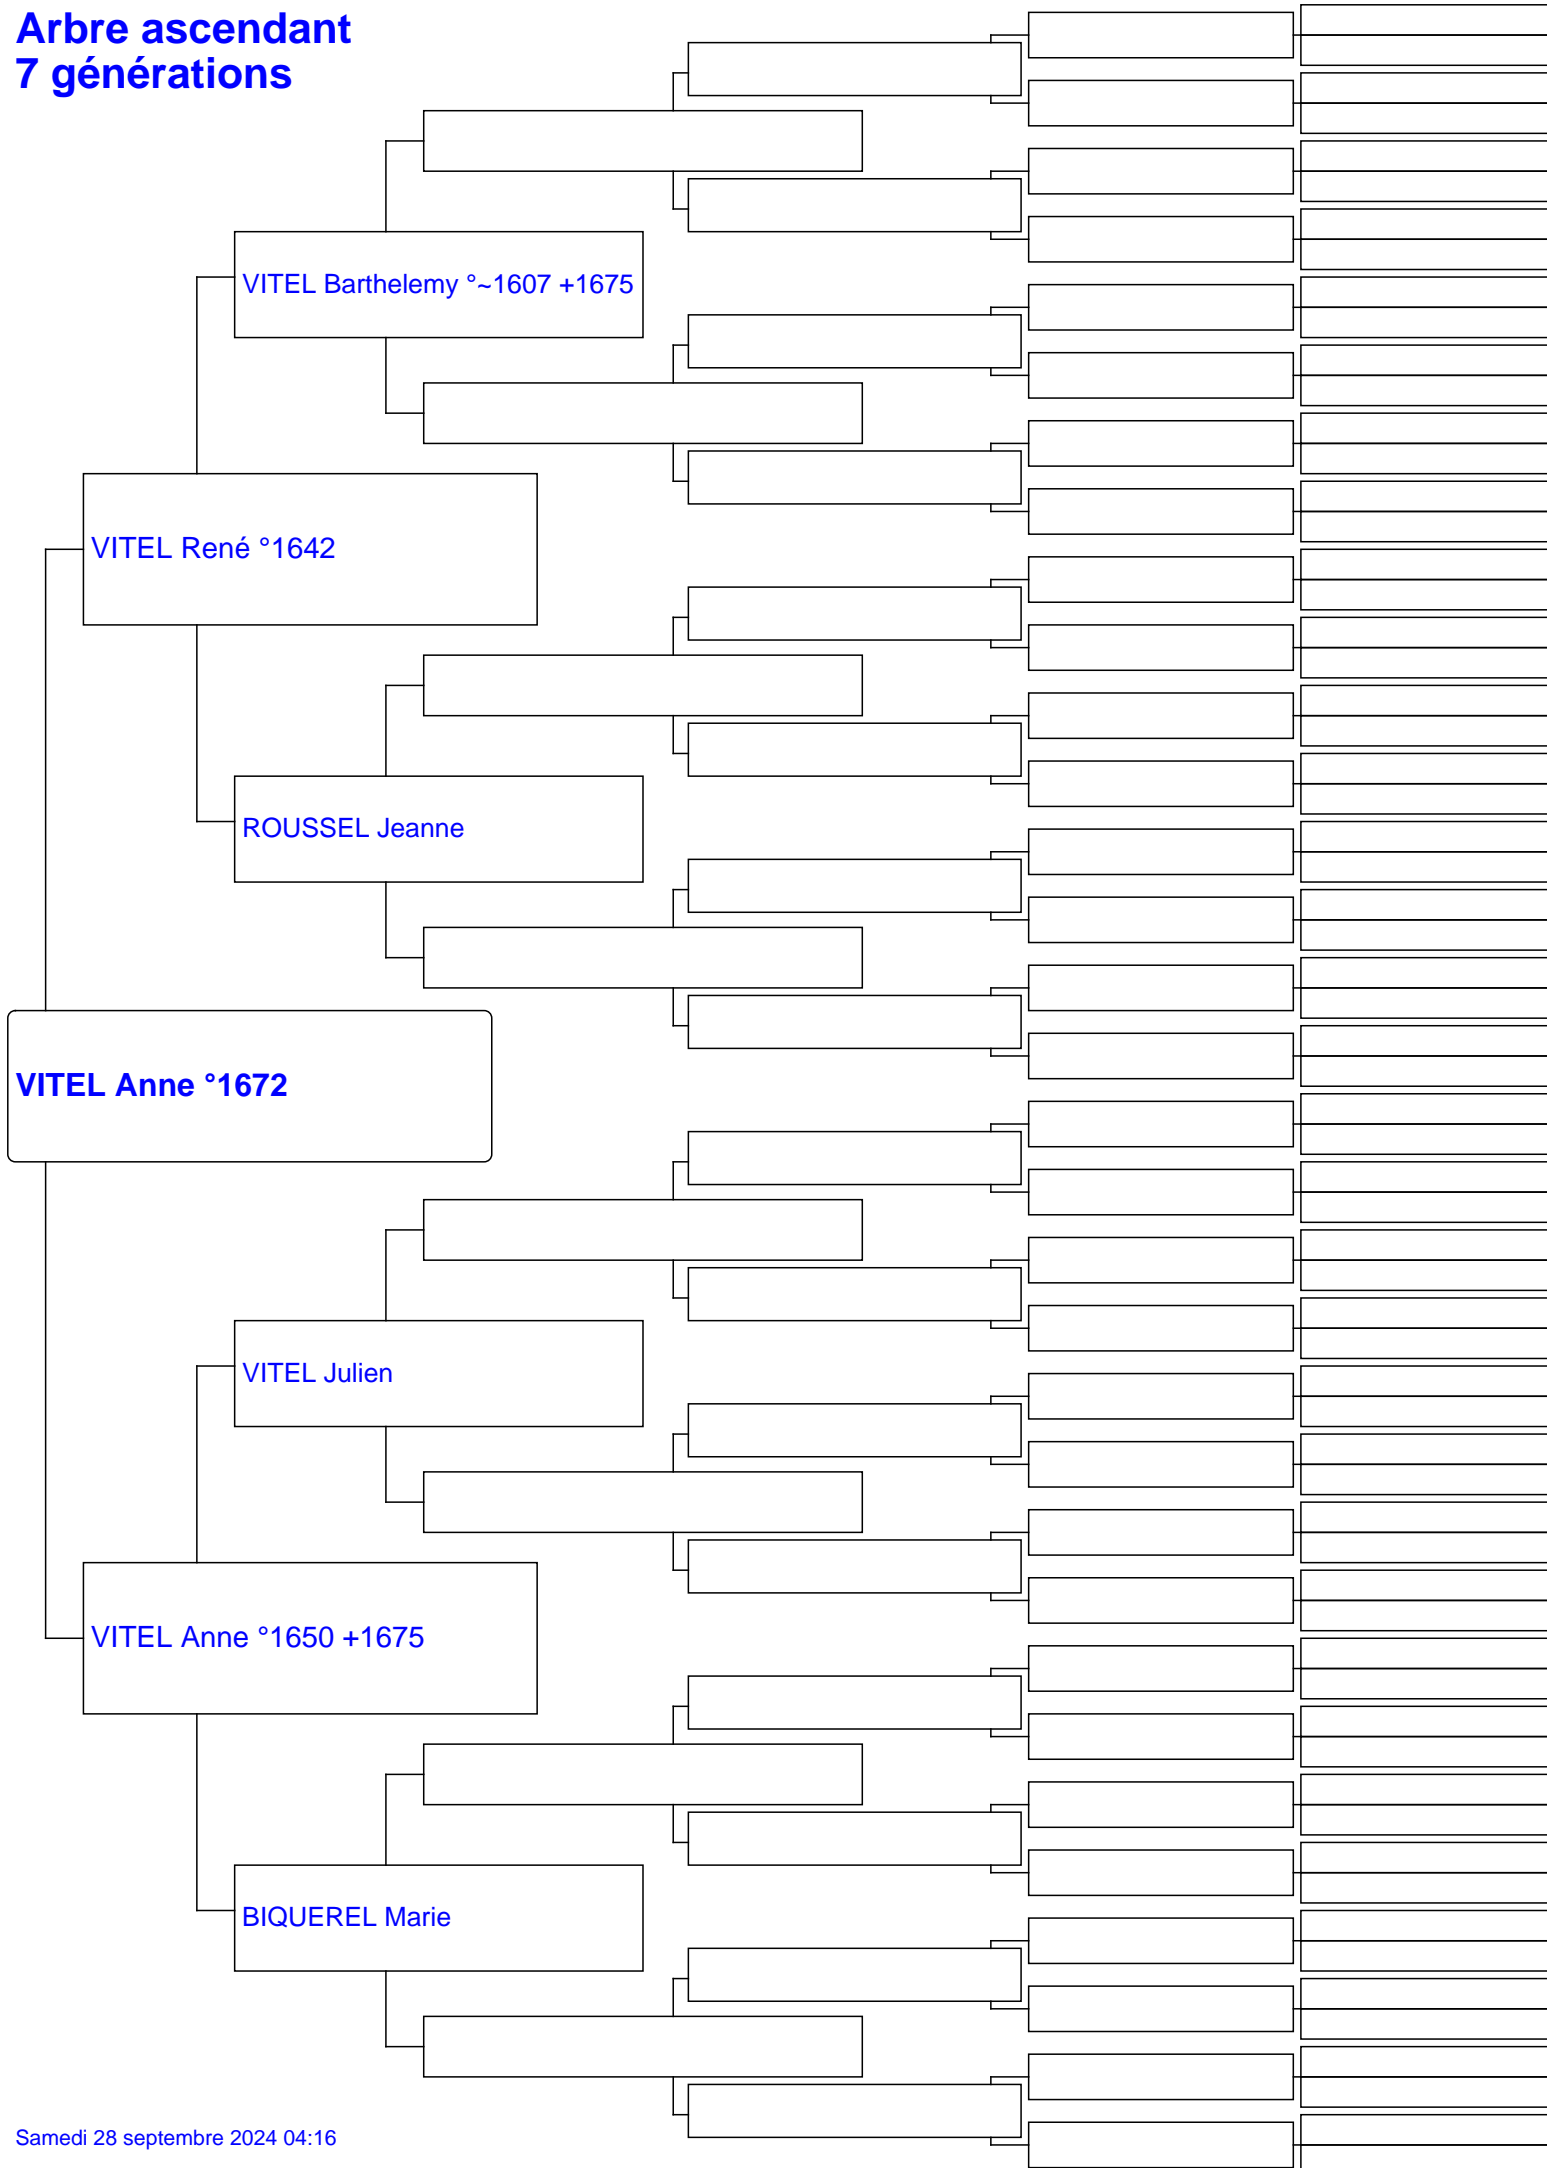 Arbre ascendant
7 générations
VITEL Barthelemy °~1607 +1675
VITEL René °1642
ROUSSEL Jeanne
VITEL Anne °1672
VITEL Julien
VITEL Anne °1650 +1675
BIQUEREL Marie
Samedi 28 septembre 2024 04:16